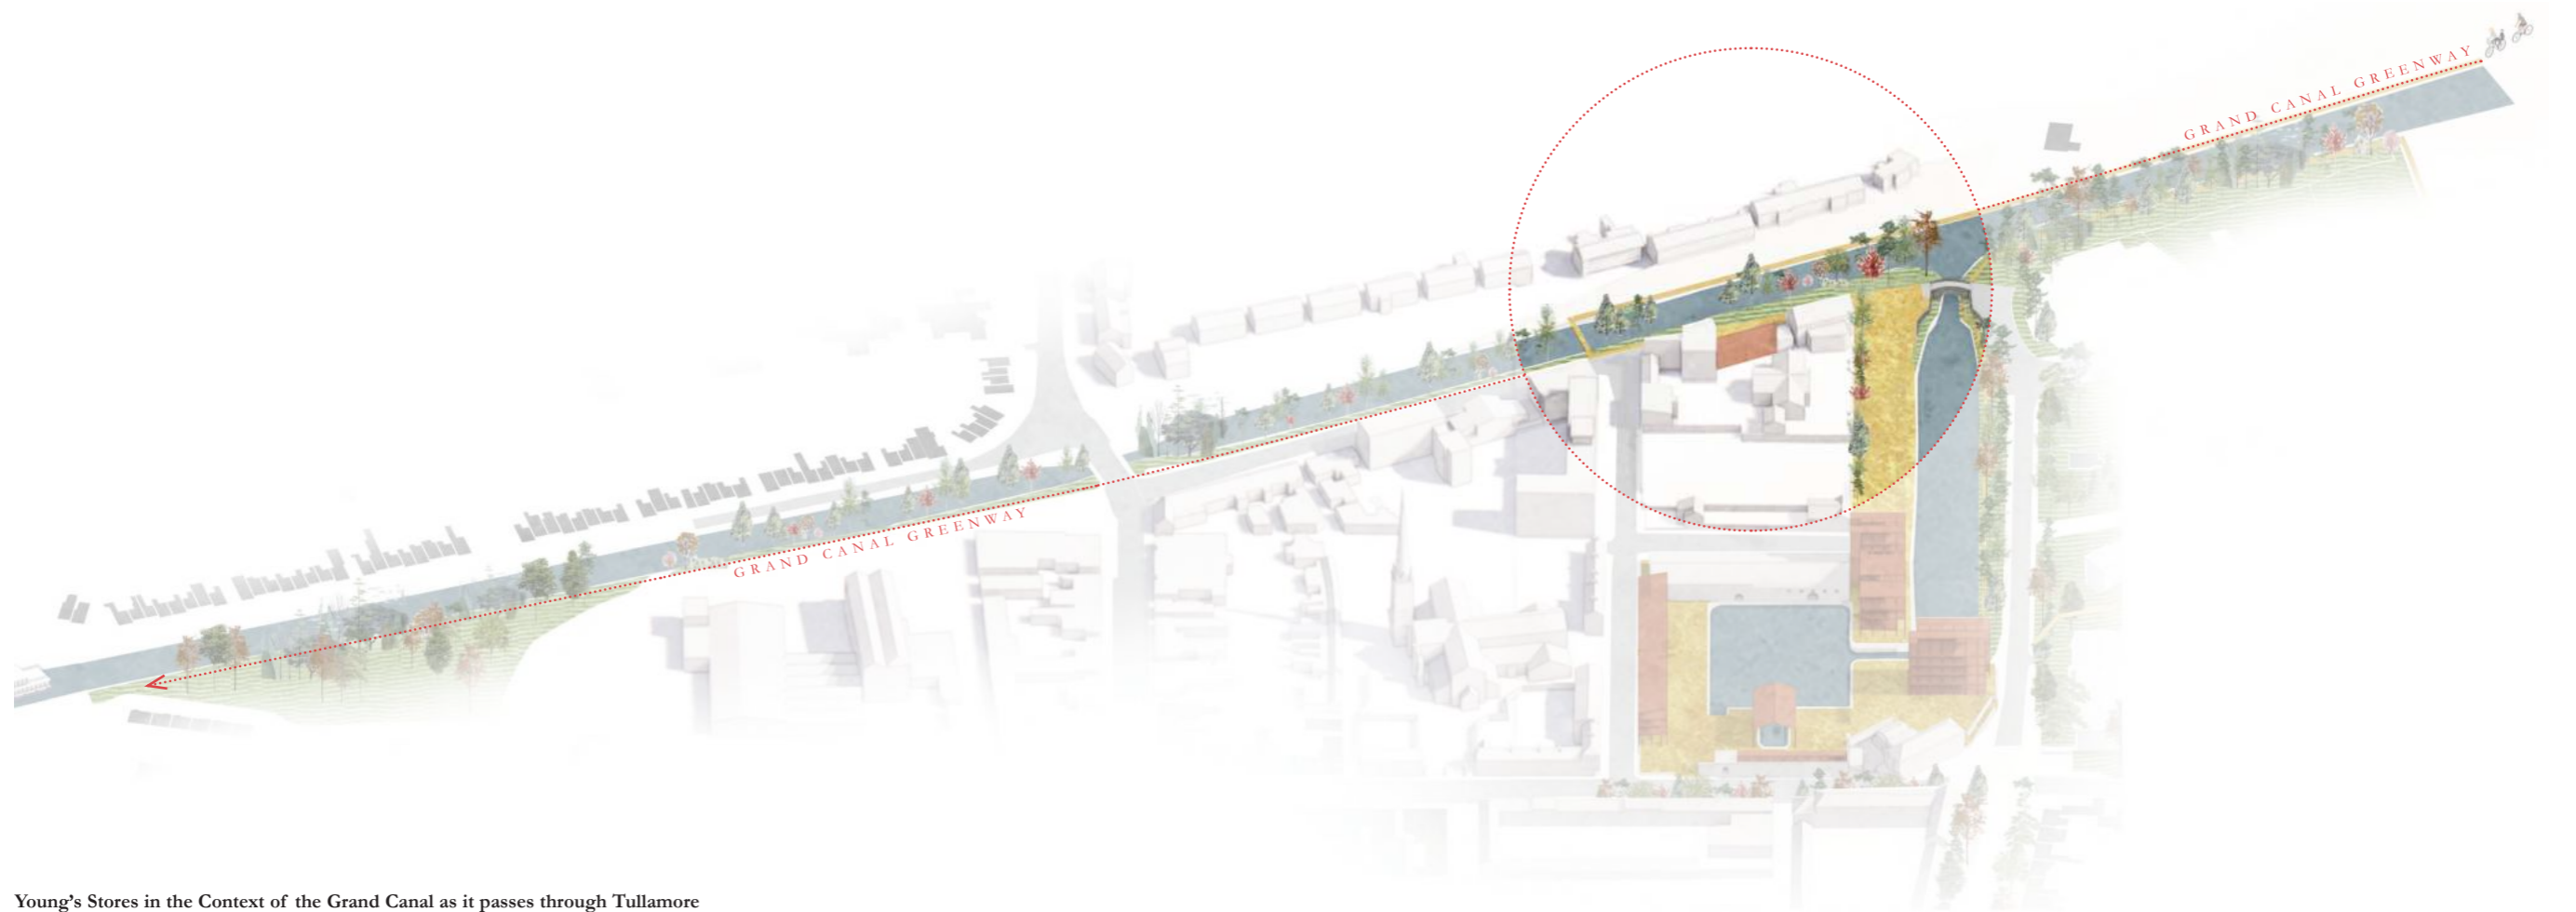 GRAND CANAL GREENWAY
GRAND CANAL GREENWAY
Young’s Stores in the Context of the Grand Canal as it passes through Tullamore